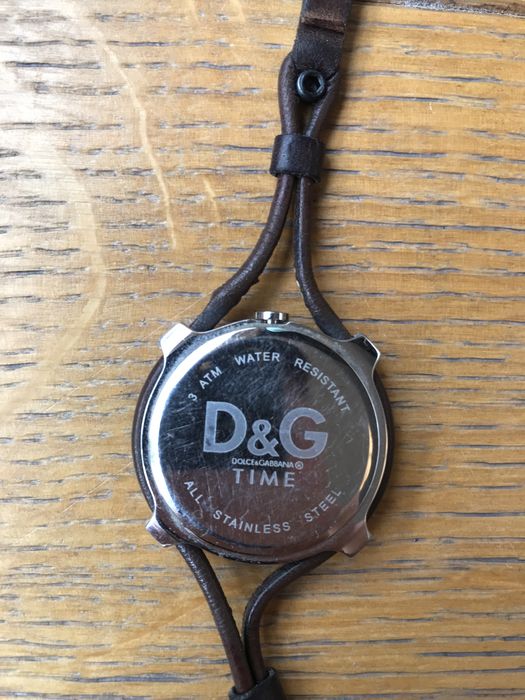 3 ATM WATER RESISTANT
D&G
DOLCE&GABBANA®
TIME
ALL STAINLESS STEEL